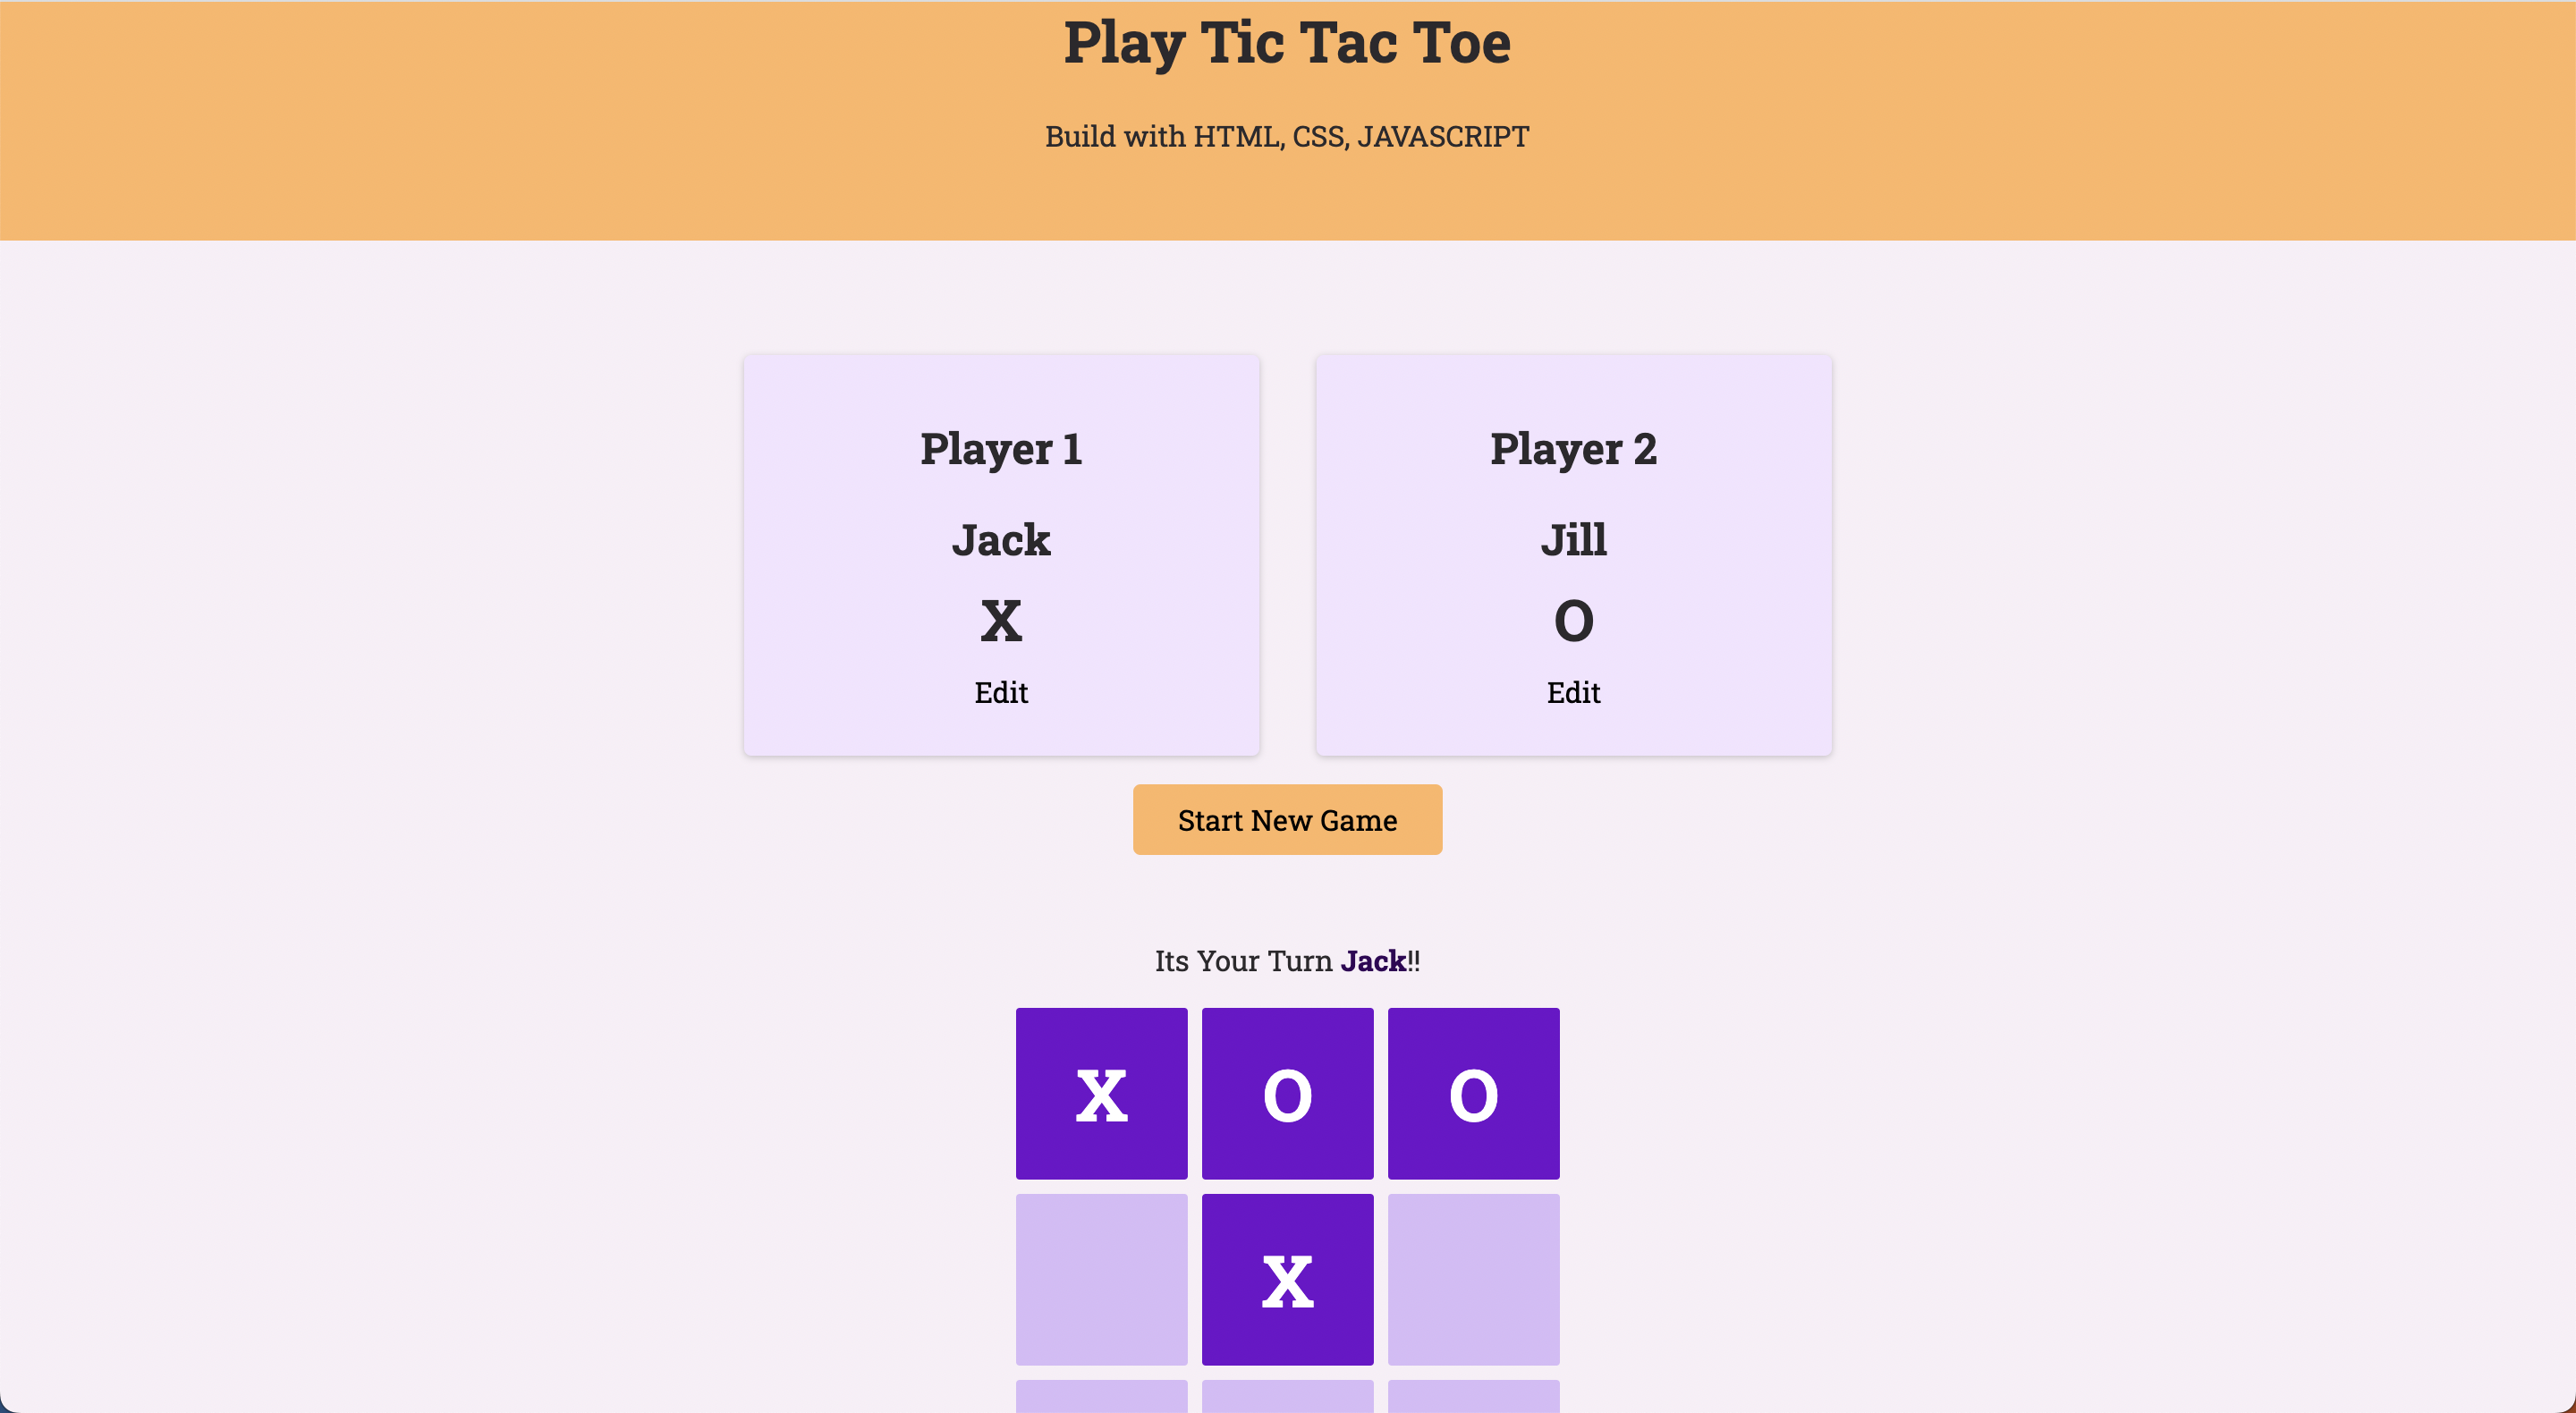 Play Tic Tac Toe
Build with HTML, CSS, JAVASCRIPT
Player 1
Jack
X
Edit
Player 2
Jill
O
Edit
Start New Game
Its Your Turn Jack!!
X O O
X